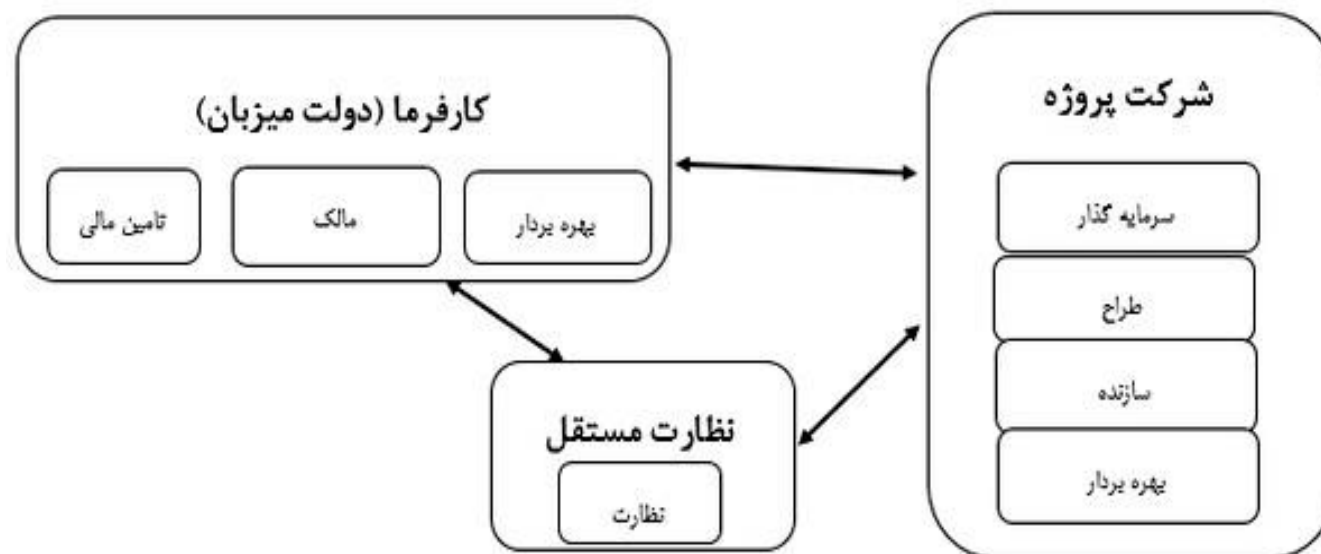 شرکت پروژه
سرمایه گذار
طراح
سازنده
بهره بردار
کارفرما (دولت میزبان)
بهره بردار
مالک
تامین مالی
نظارت مستقل
نظارت